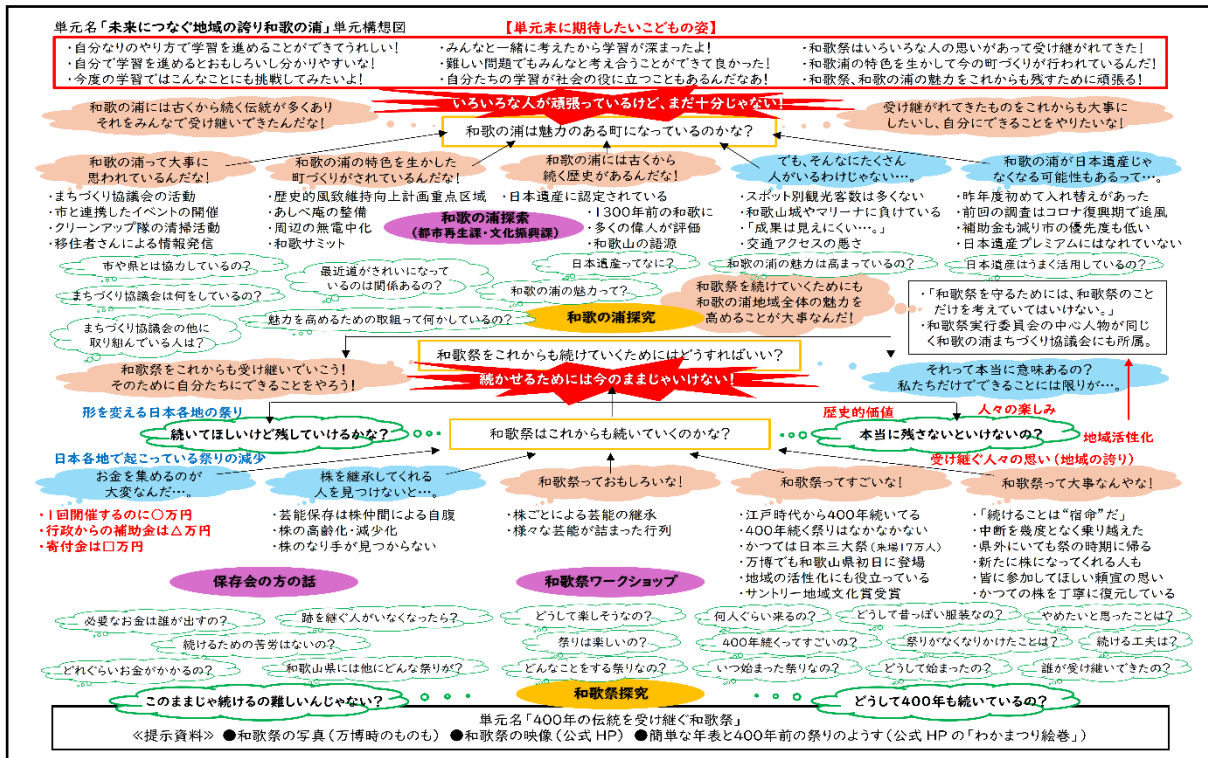 単元名「未来につなぐ地域の誇り和歌の浦」単元構想図
【単元末に期待したいこどもの姿】
・自分なりのやり方で学習を進めることができてうれしい!
・自分で学習を進めるとおもしろいし分かりやすいな!
・今度の学習ではこんなことにも挑戦してみたいよ!
・みんなと一緒に考えたから学習が深まったよ!
・難しい問題でもみんなと考え合うことができて良かった!
・自分たちの学習が社会の役に立つこともあるんだなあ!
・和歌祭はいろいろな人の思いがあって受け継がれてきた!
・和歌浦の特色を生かして今の町づくりが行われているんだ!
・和歌祭、和歌の浦の魅力をこれからも残すために頑張る!
いろいろな人が頑張っているけど、まだ十分じゃない!
和歌の浦には古くから続く伝統が多くあり
それをみんなで受け継いできたんだな!
和歌の浦は魅力のある町になっているのかな?
受け継がれてきたものをこれからも大事に
したいし、自分にできることをやりたいな!
和歌の浦って大事に
思われているんだな!
・まちづくり協議会の活動
・市と連携したイベントの開催
・クリーンアップ隊の清掃活動
・移住者さんによる情報発信
和歌の浦の特色を生かした
町づくりがされているんだな!
・歴史的風致維持向上計画重点区域
・あしべ庵の整備
・周辺の無電中化
・和歌サミット
和歌の浦には古くから
続く歴史があるんだな!
・日本遺産に認定されている
・1300年前の和歌に
・多くの偉人が評価
・和歌山の語源
でも、そんなにたくさん
人がいるわけじゃない…。
・スポット別観光客数は多くない
・和歌山城やマリーナに負けている
・「成果は見えにくい…。」
・交通アクセスの悪さ
和歌の浦が日本遺産じゃ
なくなる可能性もあるって…。
・昨年度初めて入れ替えがあった
・前回の調査はコロナ復興期で追風
・補助金も減り市の優先度も低い
・日本遺産プレミアムにはなれていない
和歌の浦探索
(都市再生課・文化振興課)
市や県とは協力しているの?
最近道がきれいになって
いるのは関係あるの?
日本遺産ってなに?
和歌の浦の魅力は高まっているの?
日本遺産はうまく活用しているの?
まちづくり協議会は何をしているの?
和歌の浦の魅力って?
まちづくり協議会の他に
取り組んでいる人は?
魅力を高めるための取組って何かしているの?
和歌の浦探究
和歌祭を続けていくためにも
和歌の浦地域全体の魅力を
高めることが大事なんだ!
・「和歌祭を守るためには、和歌祭のこと
だけを考えていてはいけない。」
・和歌祭実行委員会の中心人物が同じ
く和歌の浦まちづくり協議会にも所属。
和歌祭をこれからも続けていくためにはどうすればいい?
和歌祭をこれからも受け継いでいこう!
そのために自分たちにできることをやろう!
続かせるためには今のままじゃいけない!
それって本当に意味あるの?
私たちだけでできることには限りが…。
形を変える日本各地の祭り
続いてほしいけど残していけるかな?
日本各地で起こっている祭りの減少
和歌祭はこれからも続いていくのかな?
歴史的価値
人々の楽しみ
本当に残さないといけないの?
地域活性化
受け継ぐ人々の思い(地域の誇り)
お金を集めるのが
大変なんだ…。
・1回開催するのに○万円
・行政からの補助金は△万円
・寄付金は□万円
株を継承してくれる
人を見つけないと…。
・芸能保存は株仲間による自腹
・株の高齢化・減少化
・株のなり手が見つからない
和歌祭っておもしろいな!
・株ごとによる芸能の継承
・様々な芸能が詰まった行列
和歌祭ってすごいな!
・江戸時代から400年続いてる
・400年続く祭りはなかなかない
・かつては日本三大祭(来場17万人)
・万博でも和歌山県初日に登場
・地域の活性化にも役立っている
・サントリー地域文化賞受賞
和歌祭って大事なんやな!
・「続けることは"宿命"だ」
・中断を幾度となく乗り越えた
・県外にいても祭の時期に帰る
・新たに株になってくれる人も
・皆に参加してほしい頼宣の思い
・かつての株を丁寧に復元している
保存会の方の話
和歌祭ワークショップ
必要なお金は誰が出すの?
跡を継ぐ人がいなくなったら?
どうして楽しそうなの?
何人ぐらい来るの?
どうして昔っぽい服装なの?
やめたいと思ったことは?
続けるための苦労はないの?
祭りは楽しいの?
400年続くってすごいの?
祭りがなくなりかけたことは?
続ける工夫は?
どれぐらいお金がかかるの?
和歌山県には他にどんな祭りが?
どんなことをする祭りなの?
いつ始まった祭りなの?
どうして始まったの?
誰が受け継いできたの?
このままじゃ続けるの難しいんじゃない?
和歌祭探究
どうして400年も続いているの?
単元名「400年の伝統を受け継ぐ和歌祭」
≪提示資料≫ ●和歌祭の写真(万博時のものも) ●和歌祭の映像(公式HP) ●簡単な年表と400年前の祭りのようす(公式HPの「わかまつり絵巻」)